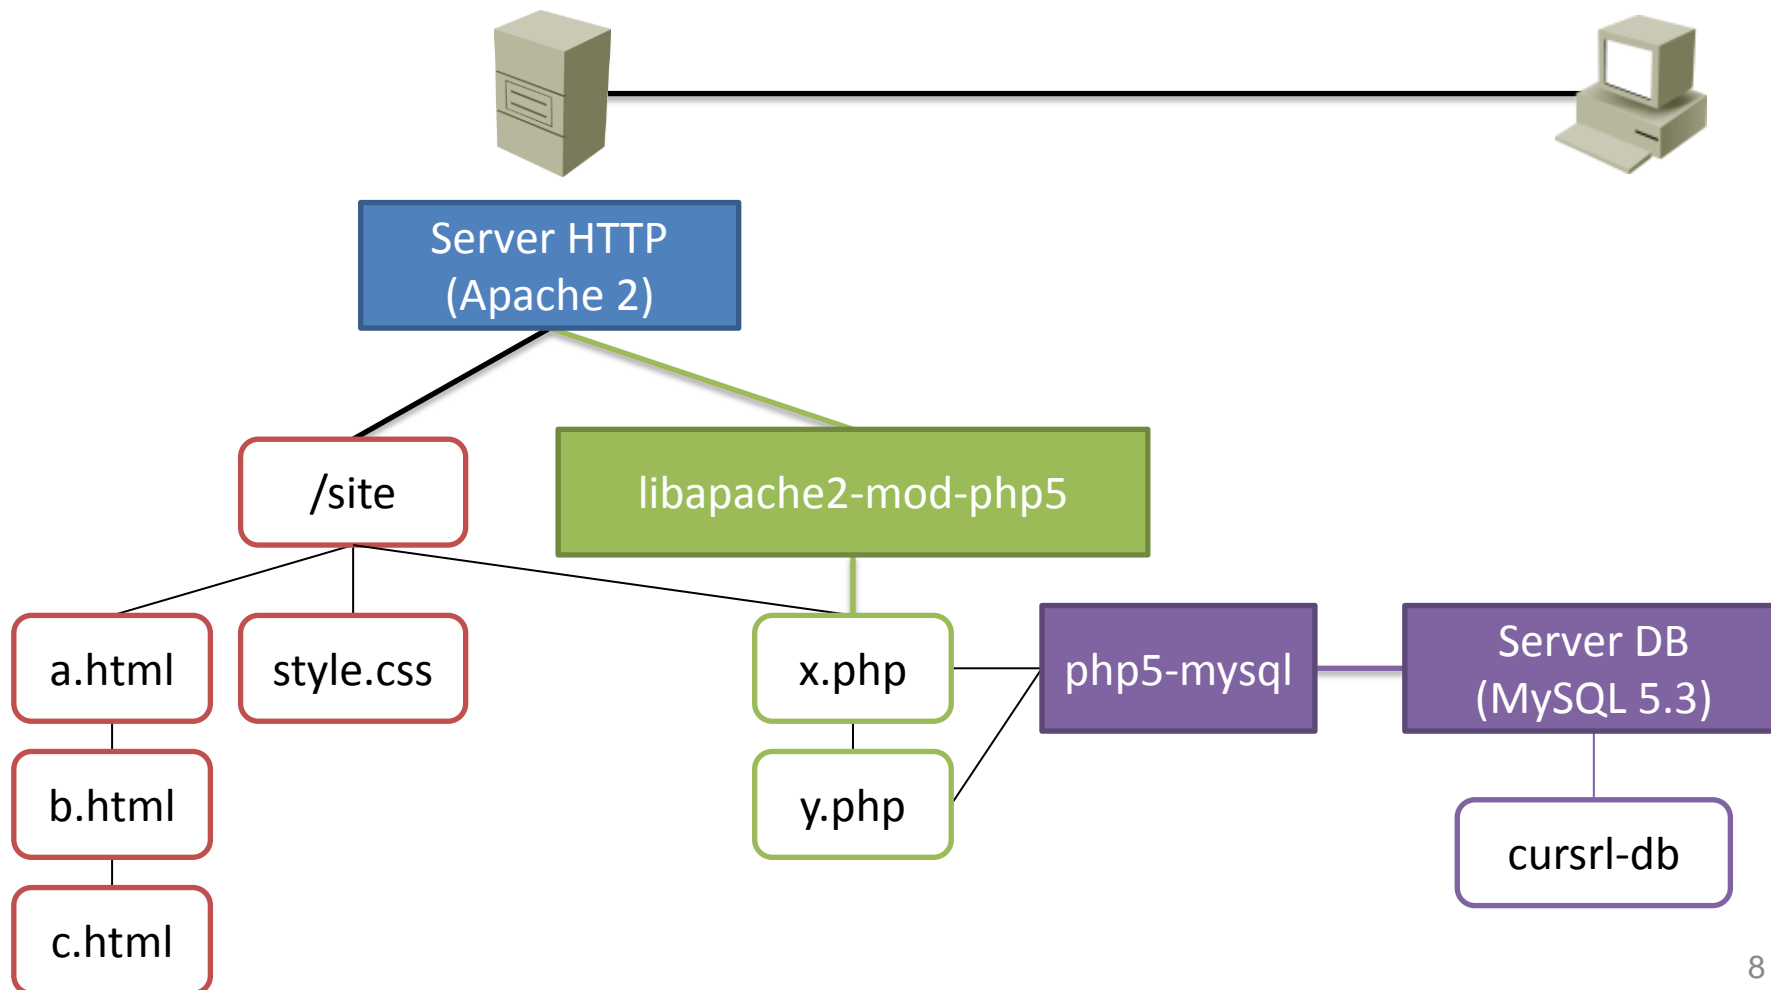 Server HTTP
(Apache 2)
/site
libapache2-mod-php5
a.html
style.css
x.php
php5-mysql
Server DB
(MySQL 5.3)
b.html
y.php
cursrl-db
c.html
8